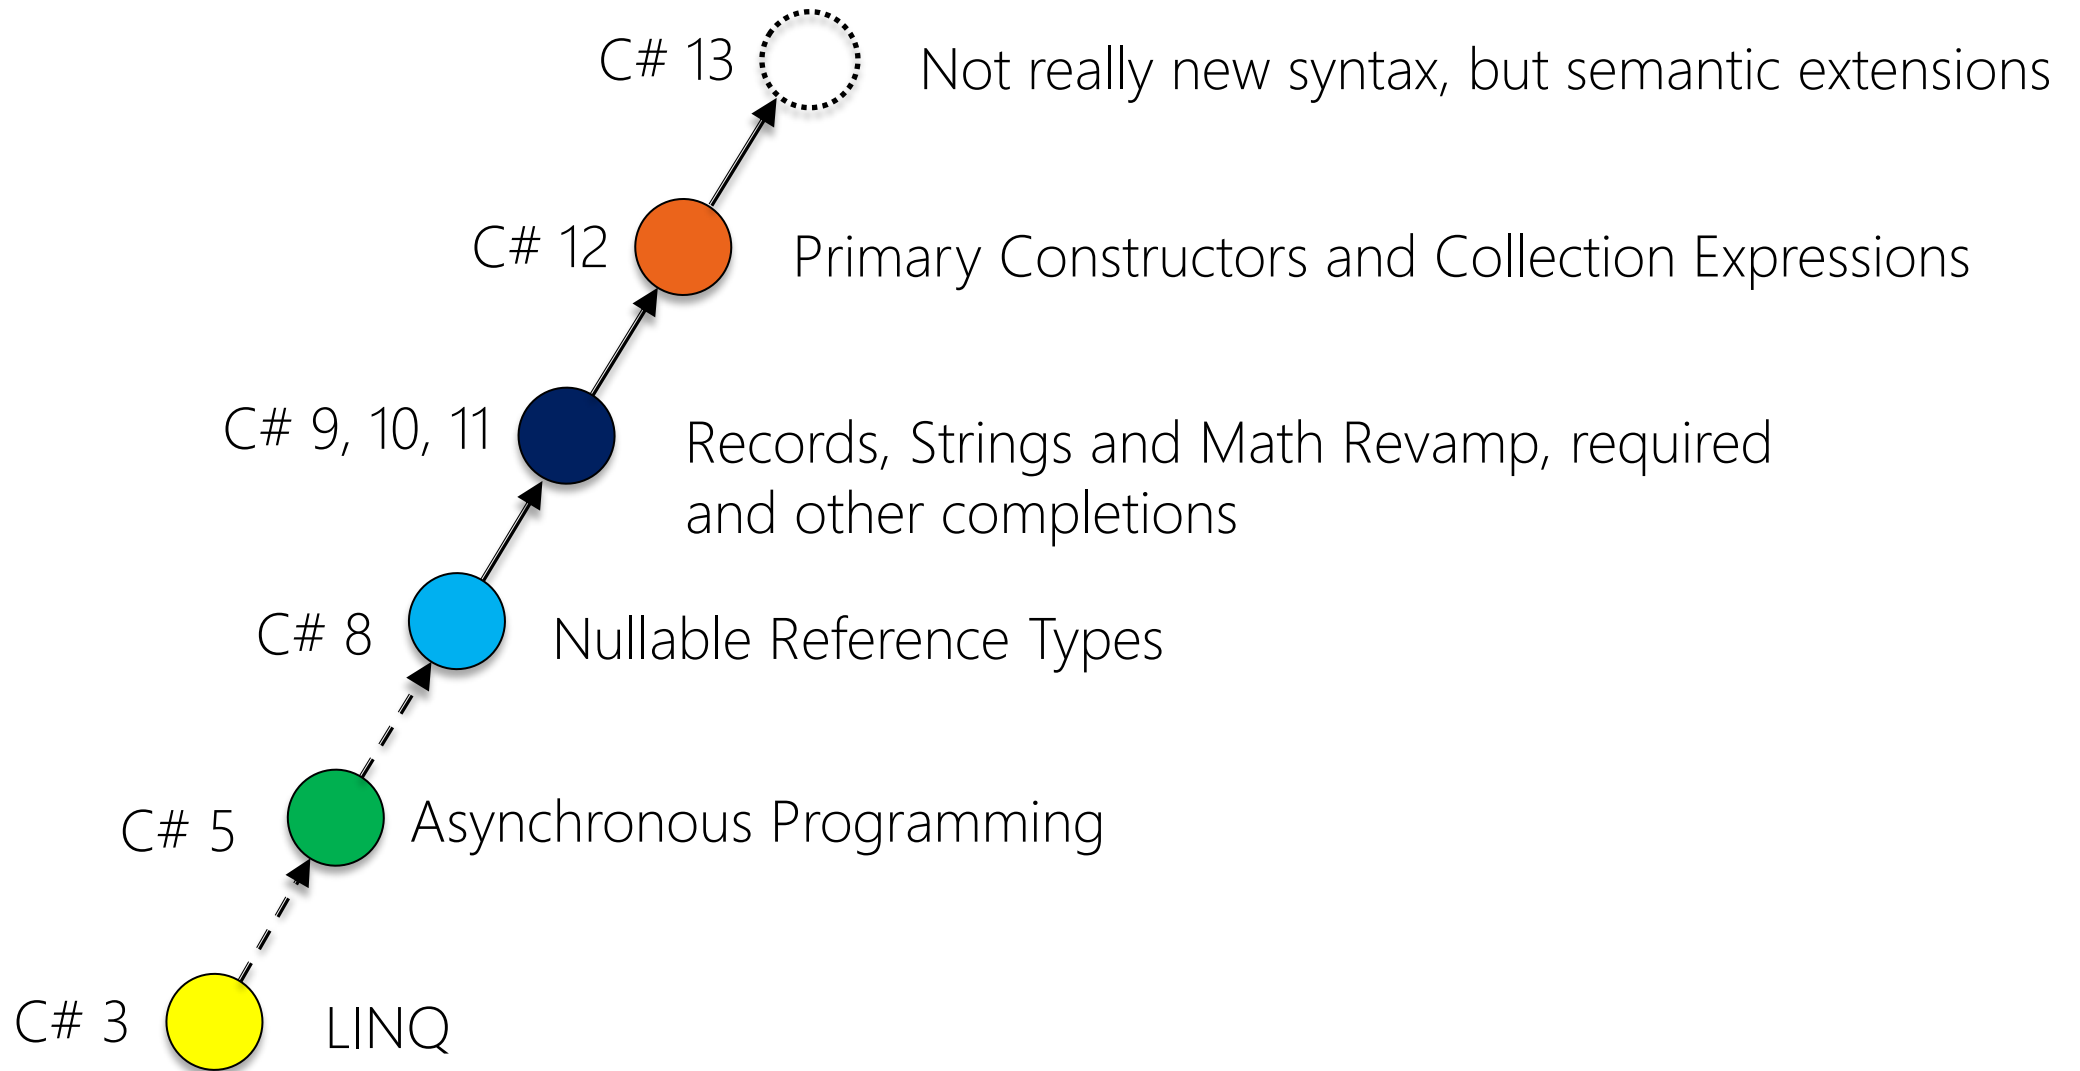 C# 13
Not really new syntax, but semantic extensions
C# 12
Primary Constructors and Collection Expressions
C# 9, 10, 11
Records, Strings and Math Revamp, required
and other completions
C# 8
Nullable Reference Types
C# 5
Asynchronous Programming
C# 3
LINQ